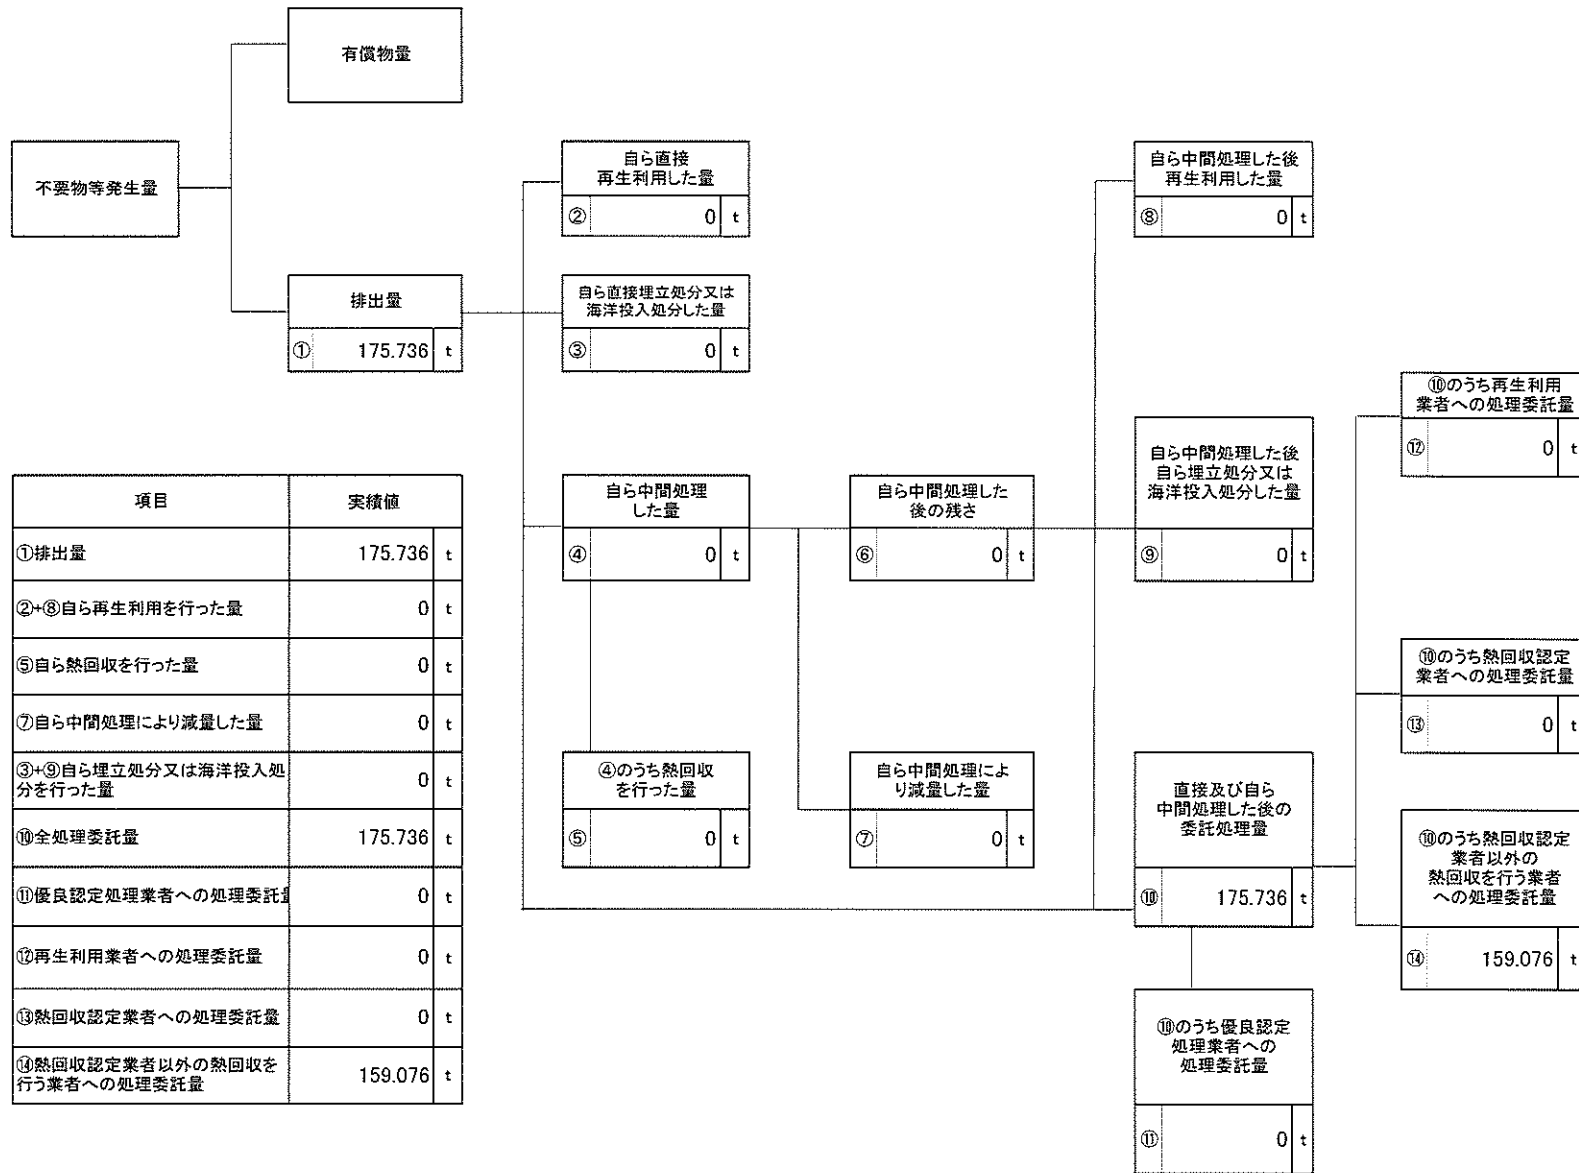 有償物量
不要物等発生量
排出量
① 175.736 t
自ら直接
再生利用した量
② 0 t
自ら直接埋立処分又は
海洋投入処分した量
③ 0 t
自ら中間処理
した量
④ 0 t
④のうち熱回収
を行った量
⑤ 0 t
自ら中間処理した
後の残さ
⑥ 0 t
自ら中間処理によ
り減量した量
⑦ 0 t
自ら中間処理した後
再生利用した量
⑧ 0 t
自ら中間処理した後
自ら埋立処分又は
海洋投入処分した量
⑨ 0 t
直接及び自ら
中間処理した後の
委託処理量
⑩ 175.736 t
⑩のうち優良認定
処理業者への
処理委託量
⑪ 0 t
⑩のうち再生利用
業者への処理委託量
⑫ 0 t
⑩のうち熱回収認定
業者への処理委託量
⑬ 0 t
⑩のうち熱回収認定
業者以外の
熱回収を行う業者
への処理委託量
⑭ 159.076 t
項目 実績値
①排出量 175.736 t
②+⑧自ら再生利用を行った量 0 t
⑤自ら熱回収を行った量 0 t
⑦自ら中間処理により減量した量 0 t
③+⑨自ら埋立処分又は海洋投入処
分を行った量 0 t
⑩全処理委託量 175.736 t
⑪優良認定処理業者への処理委託量 0 t
⑫再生利用業者への処理委託量 0 t
⑬熱回収認定業者への処理委託量 0 t
⑭熱回収認定業者以外の熱回収を
行う業者への処理委託量 159.076 t